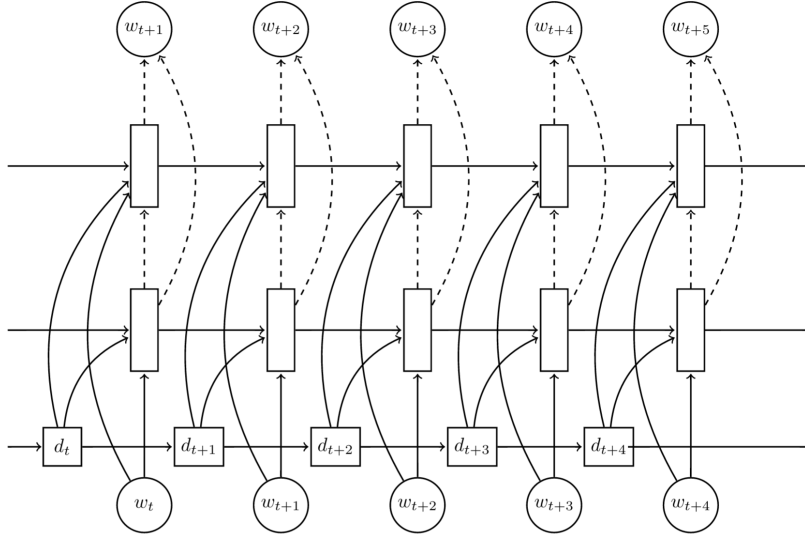 w_{t+1} w_{t+2} w_{t+3} w_{t+4} w_{t+5}
d_t d_{t+1} d_{t+2} d_{t+3} d_{t+4}
w_t w_{t+1} w_{t+2} w_{t+3} w_{t+4}